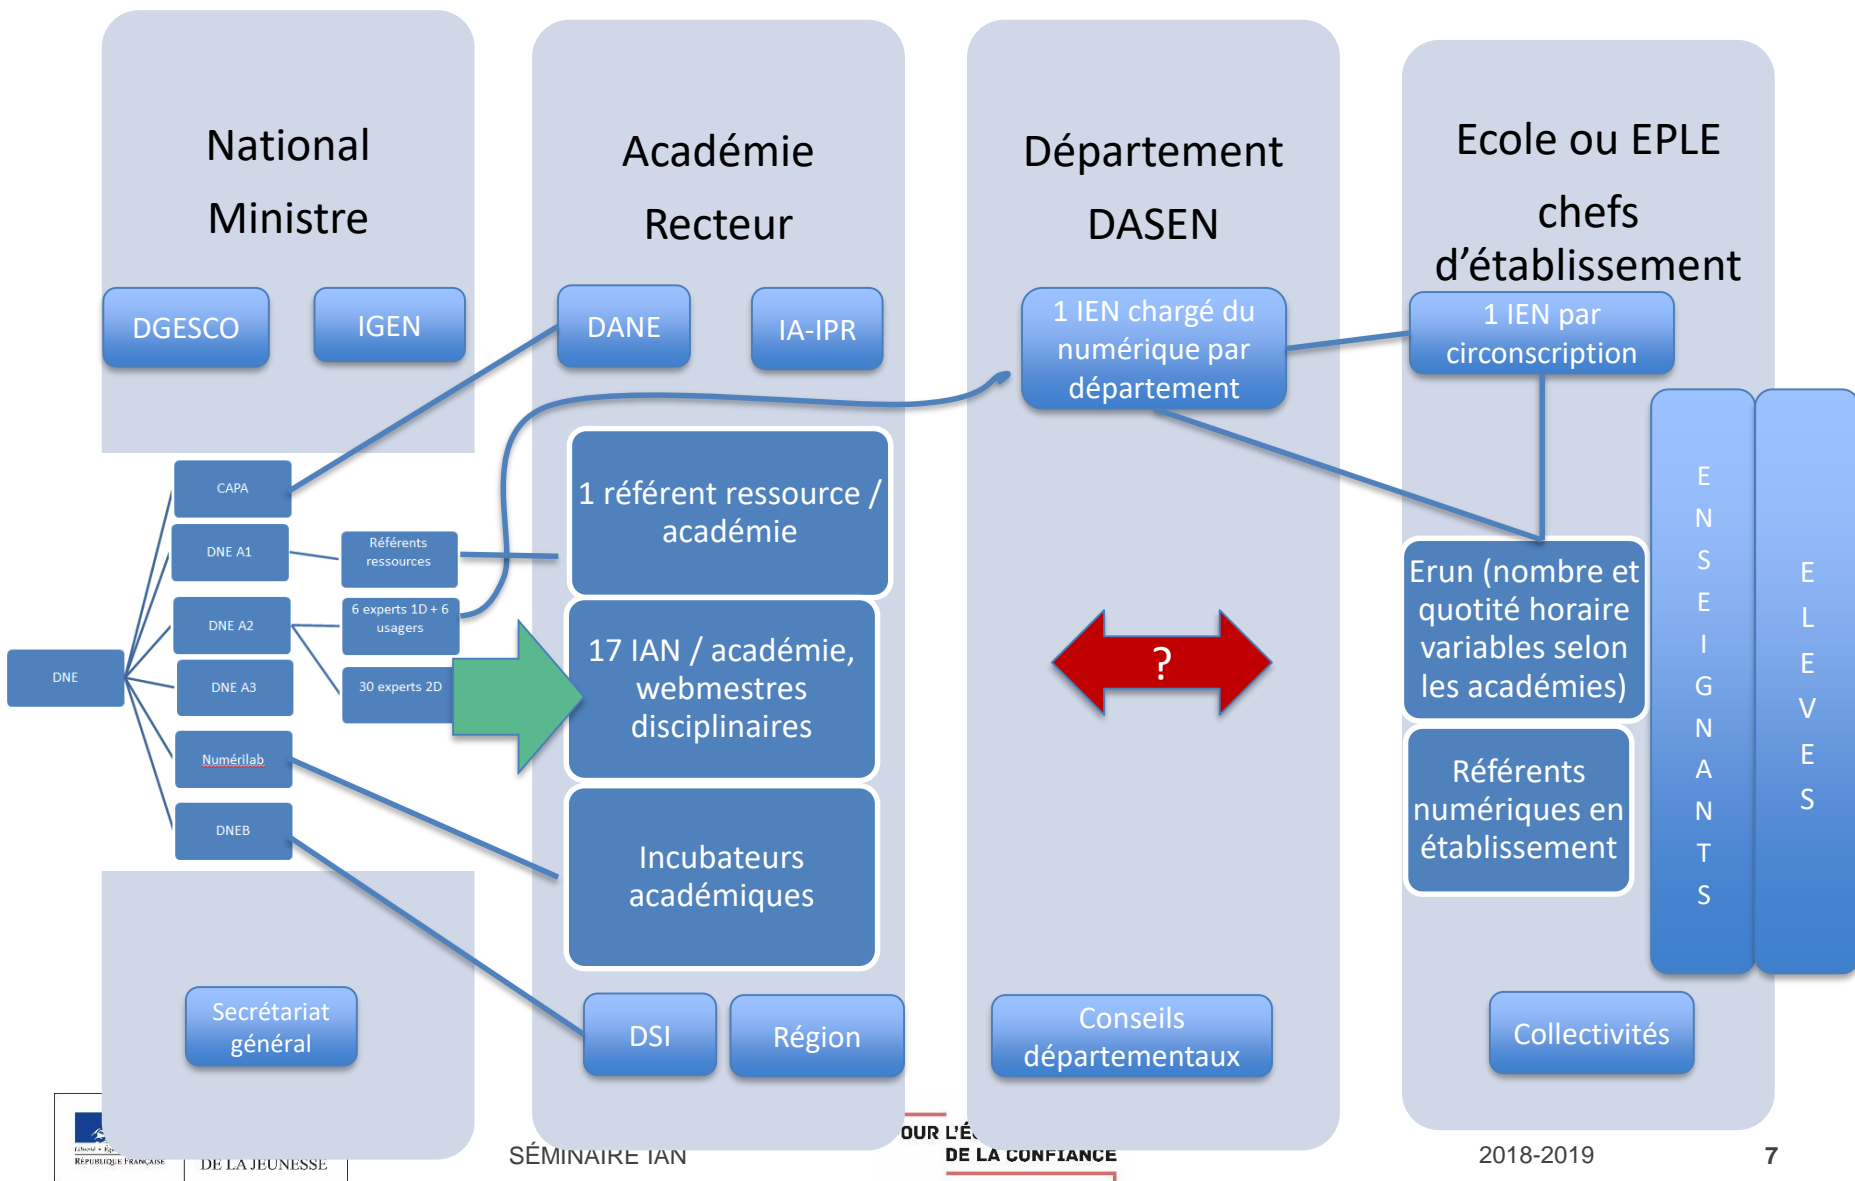 National
Ministre
DGESCO
IGEN
CAPA
DNE A1
Référents
ressources
DNE A2
6 experts 1D + 6
usagers
DNE
DNE A3
30 experts 2D
Numérilab
DNEB
Secrétariat
général
Académie
Recteur
DANE
IA-IPR
1 référent ressource /
académie
17 IAN / académie,
webmestres
disciplinaires
Incubateurs
académiques
DSI
Région
Département
DASEN
1 IEN chargé du
numérique par
département
?
Conseils
départementaux
Ecole ou EPLE
chefs
d'établissement
1 IEN par
circonscription
Erun (nombre et
quotité horaire
variables selon
les académies)
Référents
numériques en
établissement
E
N
S
E
I
G
N
A
N
T
S
E
L
E
V
E
S
Collectivités
RÉPUBLIQUE FRANÇAISE
DE LA JEUNESSE
SÉMINAIRE IAN
OUR L'É
DE LA CONFIANCE
2018-2019
7